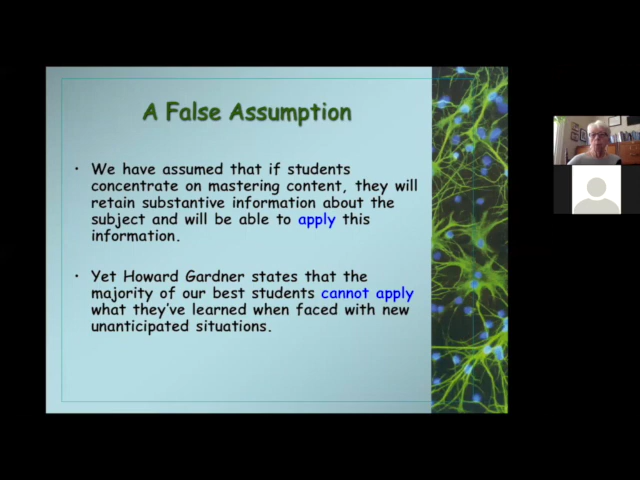 A False Assumption
• We have assumed that if students
concentrate on mastering content, they will
retain substantive information about the
subject and will be able to apply this
information.
• Yet Howard Gardner states that the
majority of our best students cannot apply
what they've learned when faced with new
unanticipated situations.